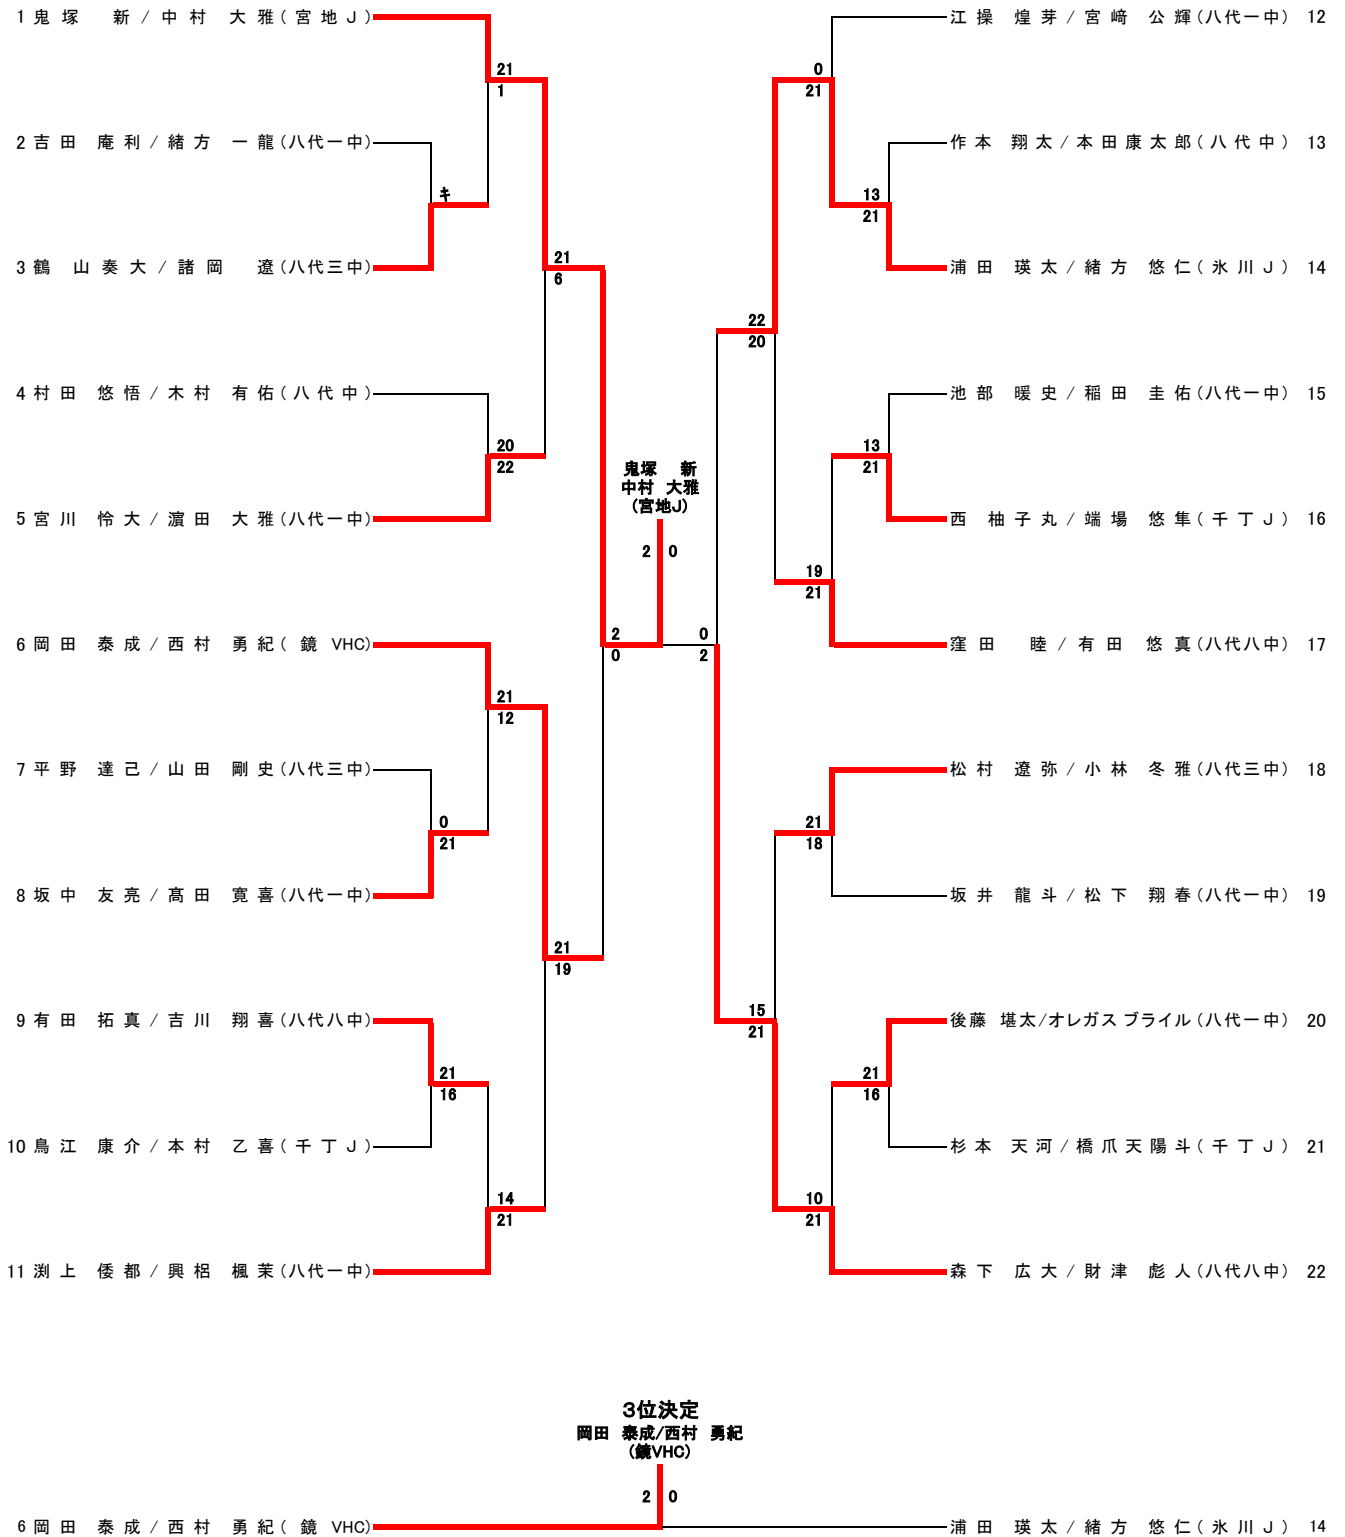 1 鬼塚 新/中村 大雅(宮地J)
21
1
2 吉田 庵利/緒方 一龍(八代一中)
キ
3 鶴山奏大/諸岡 遼(八代三中)
21
6
4 村田 悠悟/木村 有佑(八代中)
20
22
5 宮川 怜大/濵田 大雅(八代一中)
6 岡田 泰成/西村 勇紀(鏡 VHC)
2
0
21
12
7 平野 達己/山田 剛史(八代三中)
0
21
8 坂中 友亮/髙田 寛喜(八代一中)
21
19
9 有田 拓真/吉川 翔喜(八代八中)
21
16
10 鳥江 康介/本村 乙喜(千丁J)
14
21
11 渕上 倭都/興梠 楓茉(八代一中)
鬼塚 新
中村 大雅
(宮地J)
2 0
江操 煌芽/宮﨑 公輝(八代一中) 12
0
21
作本 翔太/本田康太郎(八代中) 13
13
21
浦田 瑛太/緒方 悠仁(氷川J) 14
22
20
池部 暖史/稲田 圭佑(八代一中) 15
13
21
西 柚子丸/端場 悠隼(千丁J) 16
19
21
窪田 睦/有田 悠真(八代八中) 17
0
2
松村 遼弥/小林 冬雅(八代三中) 18
21
18
坂井 龍斗/松下 翔春(八代一中) 19
15
21
後藤 堪太/オレガス ブライル(八代一中) 20
21
16
杉本 天河/橋爪天陽斗(千丁J) 21
10
21
森下 広大/財津 彪人(八代八中) 22
3位決定
岡田 泰成/西村 勇紀
(鏡VHC)
2 0
6 岡田 泰成/西村 勇紀(鏡 VHC)
浦田 瑛太/緒方 悠仁(氷川J) 14